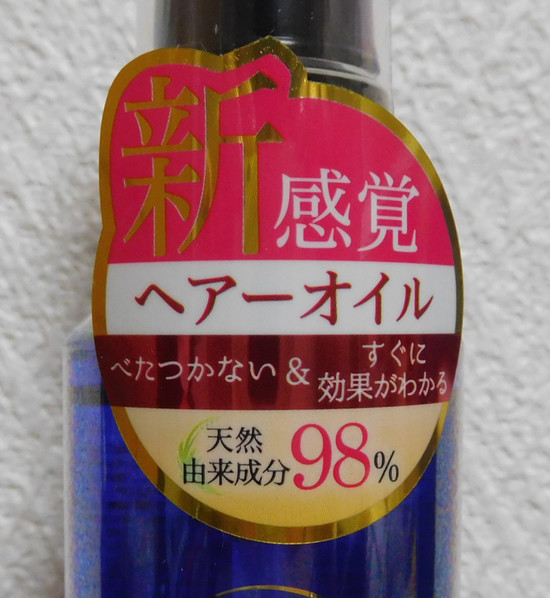 新感覚
ヘアーオイル
べたつかない & すぐに
効果がわかる
天然
由来成分 98%